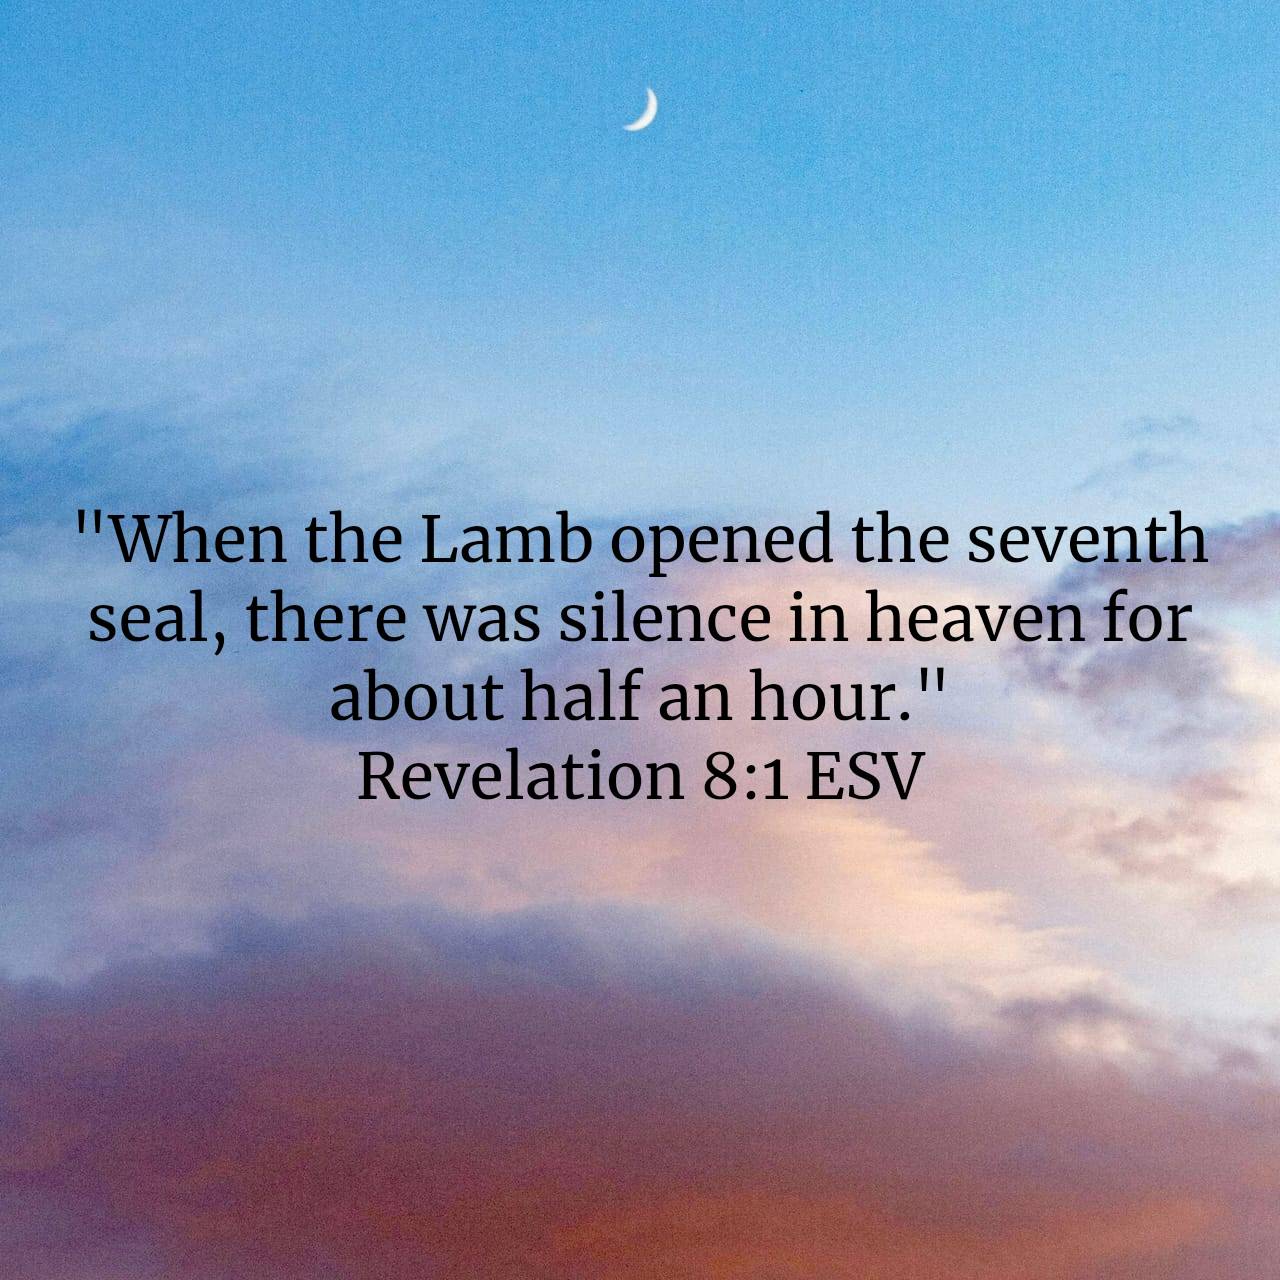 "When the Lamb opened the seventh
seal, there was silence in heaven for
about half an hour."
Revelation 8:1 ESV